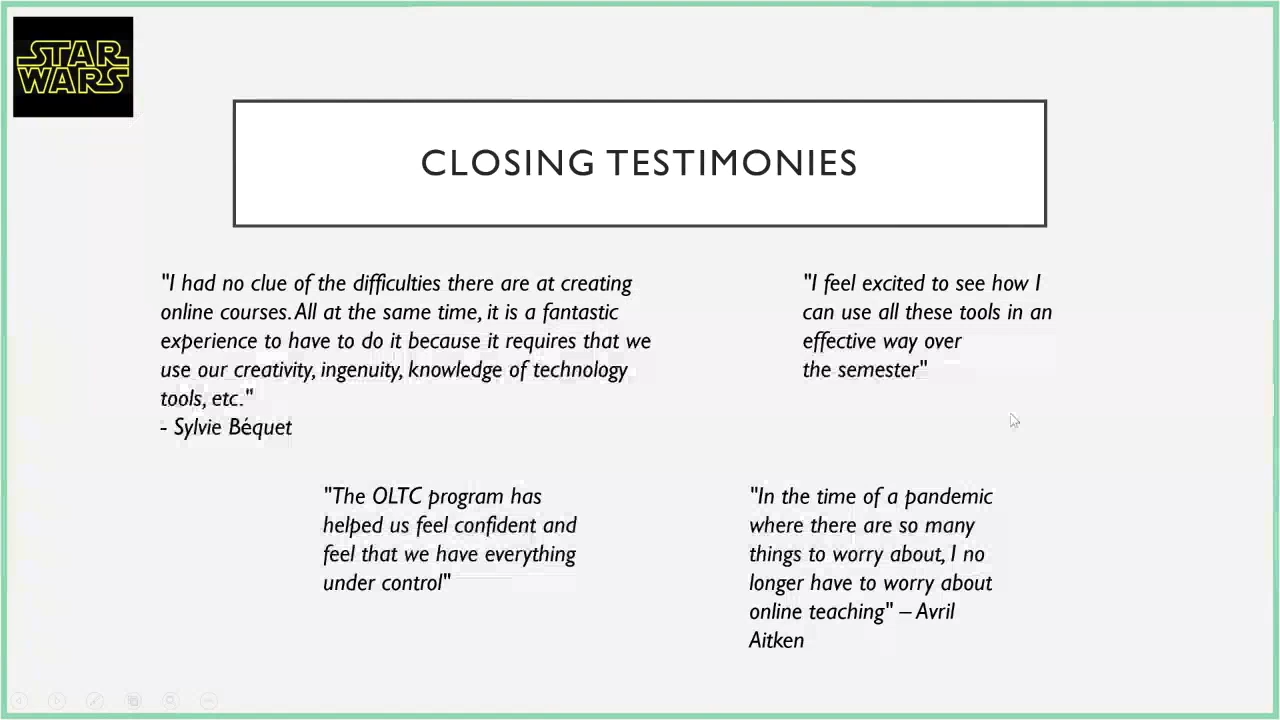 STAR
WARS
CLOSING TESTIMONIES
"I had no clue of the difficulties there are at creating
online courses. All at the same time, it is a fantastic
experience to have to do it because it requires that we
use our creativity, ingenuity, knowledge of technology
tools, etc."
- Sylvie Béquet
"I feel excited to see how I
can use all these tools in an
effective way over
the semester"
"The OLTC program has
helped us feel confident and
feel that we have everything
under control"
"In the time of a pandemic
where there are so many
things to worry about, I no
longer have to worry about
online teaching" – Avril
Aitken